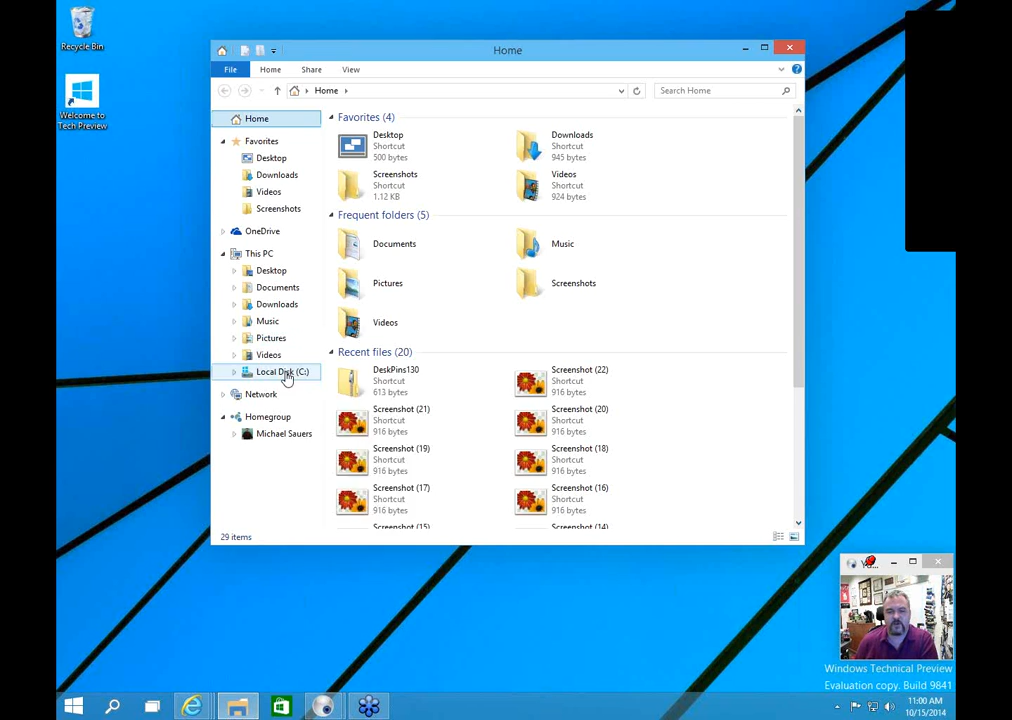 Recycle Bin
Welcome to
Tech Preview
Home
File
Home
Share
View
Home
Search Home
Home
Favorites
Desktop
Downloads
Videos
Screenshots
OneDrive
This PC
Desktop
Documents
Downloads
Music
Pictures
Videos
Local Disk (C:)
Network
Homegroup
Michael Sauers
Favorites (4)
Desktop
Shortcut
500 bytes
Downloads
Shortcut
945 bytes
Screenshots
Shortcut
1.12 KB
Videos
Shortcut
924 bytes
Frequent folders (5)
Documents
Music
Pictures
Screenshots
Videos
Recent files (20)
DeskPins130
Shortcut
613 bytes
Screenshot (22)
Shortcut
916 bytes
Screenshot (21)
Shortcut
916 bytes
Screenshot (20)
Shortcut
916 bytes
Screenshot (19)
Shortcut
916 bytes
Screenshot (18)
Shortcut
916 bytes
Screenshot (17)
Shortcut
916 bytes
Screenshot (16)
Shortcut
916 bytes
Screenshot (15)
Screenshot (14)
29 items
Windows Technical Preview
Evaluation copy. Build 9841
11:00 AM
10/15/2014